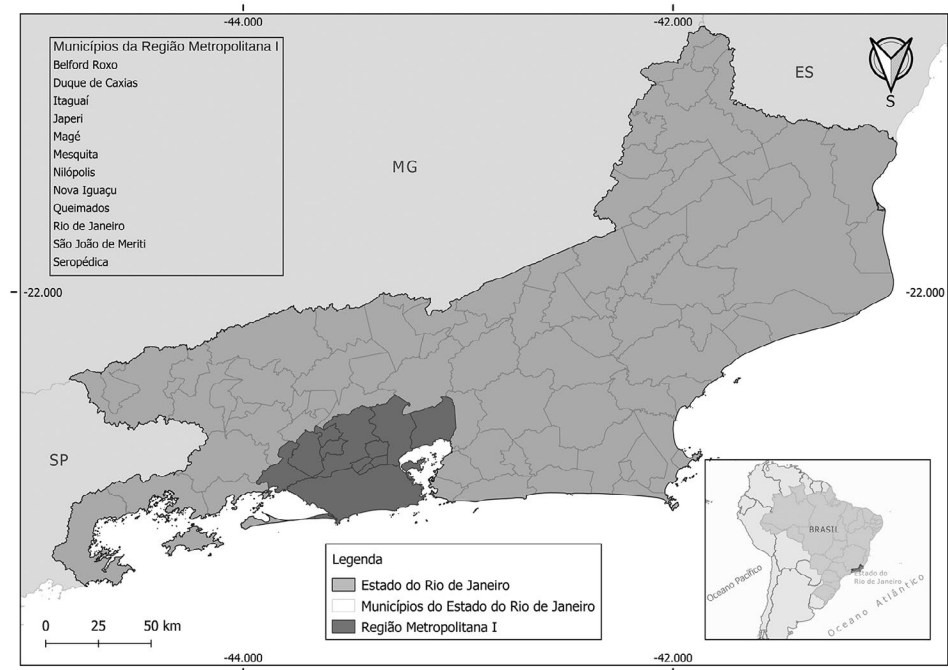 -44.000
-42.000
Municípios da Região Metropolitana I
Belford Roxo
Duque de Caxias
Itaguaí
Japeri
Magé
Mesquita
Nilópolis
Nova Iguaçu
Queimados
Rio de Janeiro
São João de Meriti
Seropédica
ES
S
MG
-22.000
-22.000
SP
BRASIL
Estado do
Rio de Janeiro
Oceano Pacífico
Oceano Atlântico
Legenda
Estado do Rio de Janeiro
Municípios do Estado do Rio de Janeiro
Região Metropolitana I
0 25 50 km
-44.000
-42.000